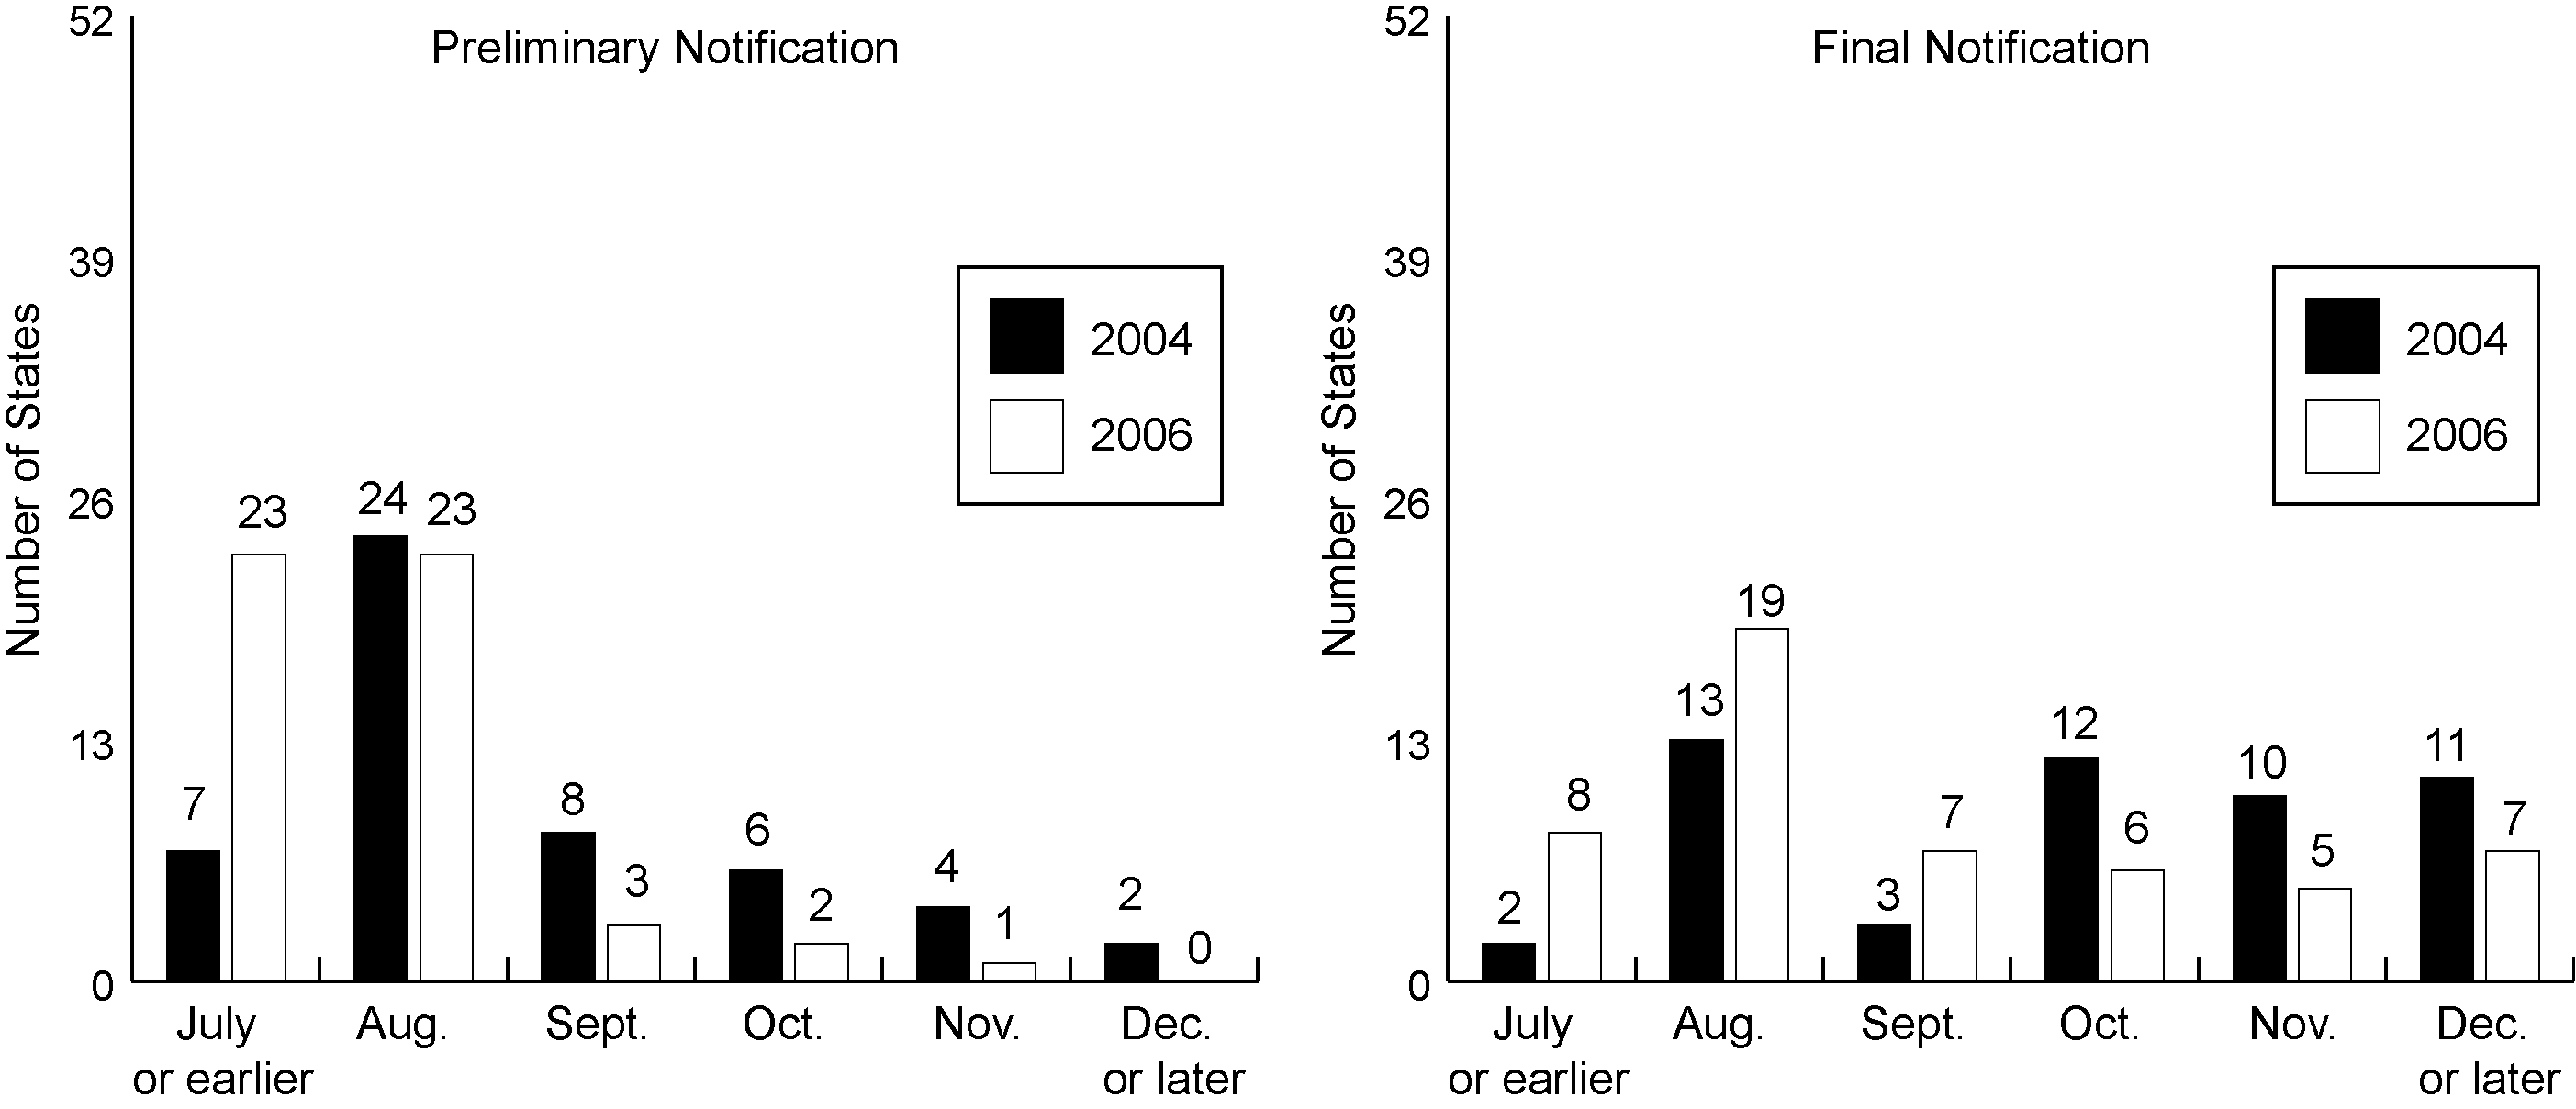 Preliminary Notification
Number of States
52
39
26
13
0
2004
2006
7
23
24
23
8
3
6
2
4
1
2
0
July
or earlier
Aug.
Sept.
Oct.
Nov.
Dec.
or later
Final Notification
Number of States
52
39
26
13
0
2004
2006
2
8
13
19
3
7
12
6
10
5
11
7
July
or earlier
Aug.
Sept.
Oct.
Nov.
Dec.
or later